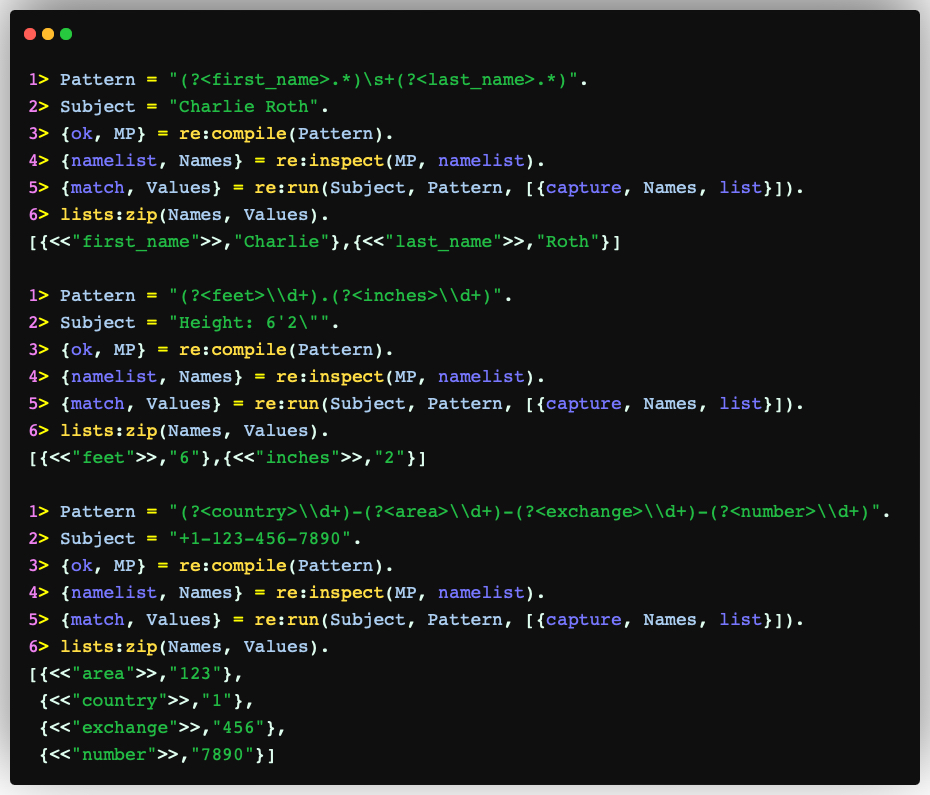 1> Pattern = "(?<first_name>.*)\s+(?<last_name>.*)".
2> Subject = "Charlie Roth".
3> {ok, MP} = re:compile(Pattern).
4> {namelist, Names} = re:inspect(MP, namelist).
5> {match, Values} = re:run(Subject, Pattern, [{capture, Names, list}]).
6> lists:zip(Names, Values).
[{<<"first_name">>,"Charlie"},{<<"last_name">>,"Roth"}]
1> Pattern = "(?<feet>\\d+).(?<inches>\\d+)".
2> Subject = "Height: 6'2\"".
3> {ok, MP} = re:compile(Pattern).
4> {namelist, Names} = re:inspect(MP, namelist).
5> {match, Values} = re:run(Subject, Pattern, [{capture, Names, list}]).
6> lists:zip(Names, Values).
[{<<"feet">>,"6"},{<<"inches">>,"2"}]
1> Pattern = "(?<country>\\d+)-(?<area>\\d+)-(?<exchange>\\d+)-(?<number>\\d+)".
2> Subject = "+1-123-456-7890".
3> {ok, MP} = re:compile(Pattern).
4> {namelist, Names} = re:inspect(MP, namelist).
5> {match, Values} = re:run(Subject, Pattern, [{capture, Names, list}]).
6> lists:zip(Names, Values).
[{<<"area">>,"123"},
{<<"country">>,"1"},
{<<"exchange">>,"456"},
{<<"number">>,"7890"}]